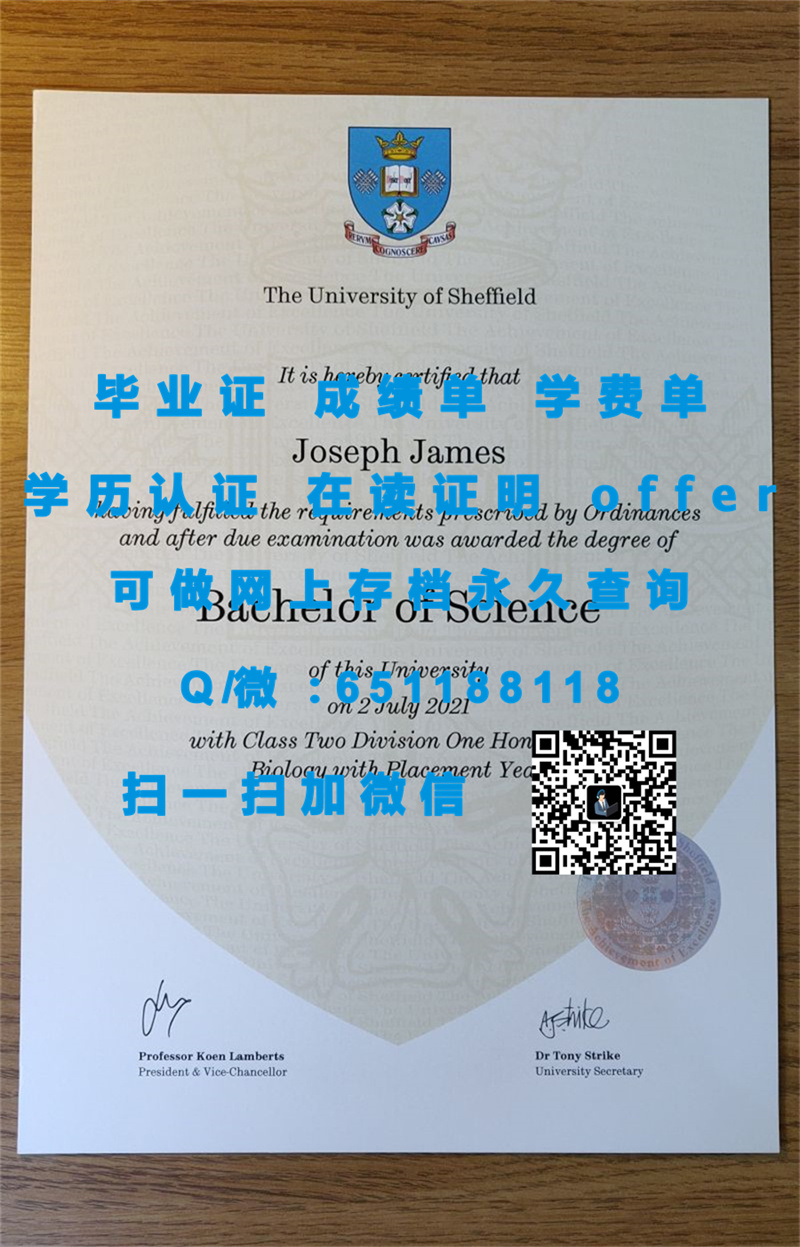 RERVM COGNOSCERE CAVSAS
The University of Sheffield
It is hereby certified that
毕业证 成绩单 学费单
Joseph James
学历认证 在读证明 offer
having fulfilled the requirements prescribed by Ordinances
and after due examination was awarded the degree of
可做网上存档永久查询
Bachelor of Science
of this University
Q/微:651188118
on 2 July 2021
with Class Two Division One Hon
Biology with Placement Yea
扫一扫加微信
The Achievement of Excellence
Professor Koen Lamberts
President & Vice-Chancellor
A.J.Strike
Dr Tony Strike
University Secretary